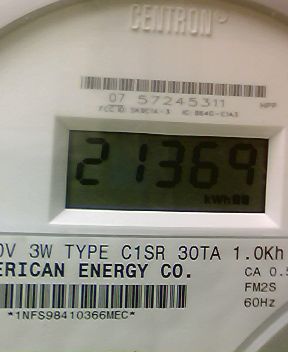 CENTRON®
07 57245311 HPP
21369
kWh
0V 3W TYPE C1SR 30TA 1.0Kh
ERICAN ENERGY CO. CA 0.5
FM2S
60Hz
*1NFS98410366MEC*